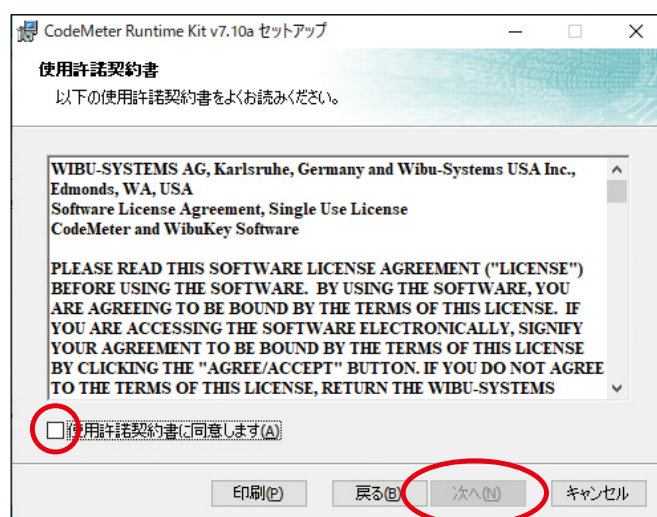 CodeMeter Runtime Kit v7.10a セットアップ
使用許諾契約書
以下の使用許諾契約書をよくお読みください。
WIBU-SYSTEMS AG, Karlsruhe, Germany and Wibu-Systems USA Inc.,
Edmonds, WA, USA
Software License Agreement, Single Use License
CodeMeter and WibuKey Software
PLEASE READ THIS SOFTWARE LICENSE AGREEMENT ("LICENSE")
BEFORE USING THE SOFTWARE.  BY USING THE SOFTWARE, YOU
ARE AGREEING TO BE BOUND BY THE TERMS OF THIS LICENSE.  IF
YOU ARE ACCESSING THE SOFTWARE ELECTRONICALLY, SIGNIFY
YOUR AGREEMENT TO BE BOUND BY THE TERMS OF THIS LICENSE
BY CLICKING THE "AGREE/ACCEPT" BUTTON. IF YOU DO NOT AGREE
TO THE TERMS OF THIS LICENSE, RETURN THE WIBU-SYSTEMS
使用許諾契約書に同意します(A)
印刷(P) 戻る(B) 次へ(N) キャンセル